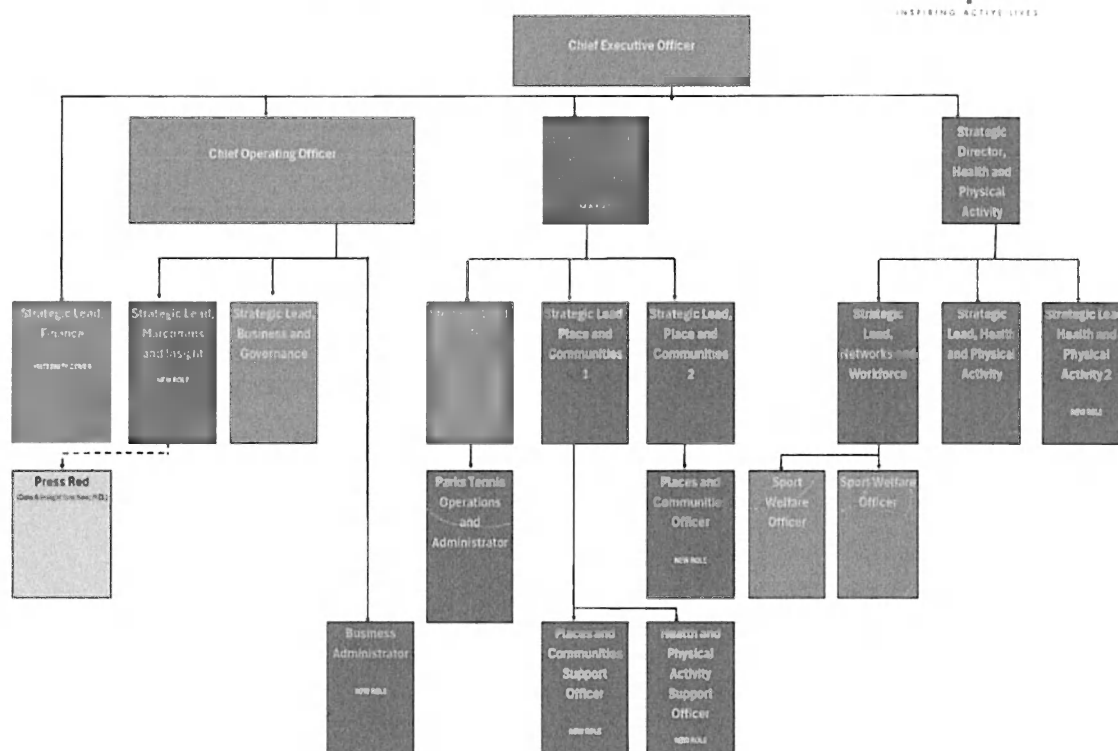 INSPIRING ACTIVE LIVES
Chief Executive Officer
Chief Operating Officer
Strategic
Director,
Health and
Physical
Activity
Strategic Lead,
Finance
MATERNITY COVER
Strategic Lead,
Marcomms
and Insight
NEW ROLE
Strategic Lead,
Business and
Governance
Strategic Lead
Place and
Communities
1
Strategic Lead,
Place and
Communities
2
Strategic
Lead,
Networks and
Workforce
Strategic
Lead, Health
and Physical
Activity
Strategic Lead
Health and
Physical
Activity 2
NEW ROLE
Press Red
Parks Tennis
Operations
and
Administrator
Places and
Communities
Officer
NEW ROLE
Sport
Welfare
Officer
Sport Welfare
Officer
Business
Administrator
NEW ROLE
Places and
Communities
Support
Officer
NEW ROLE
Health and
Physical
Activity
Support
Officer
NEW ROLE